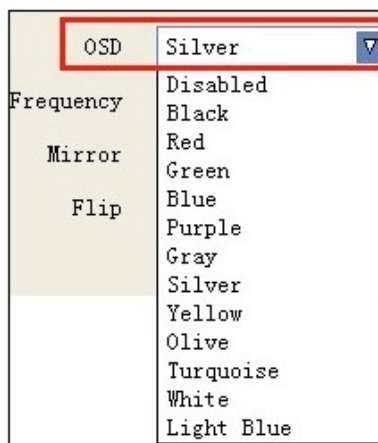 OSD Silver
Disabled
Frequency
Black
Red
Mirror
Green
Blue
Flip
Purple
Gray
Silver
Yellow
Olive
Turquoise
White
Light Blue